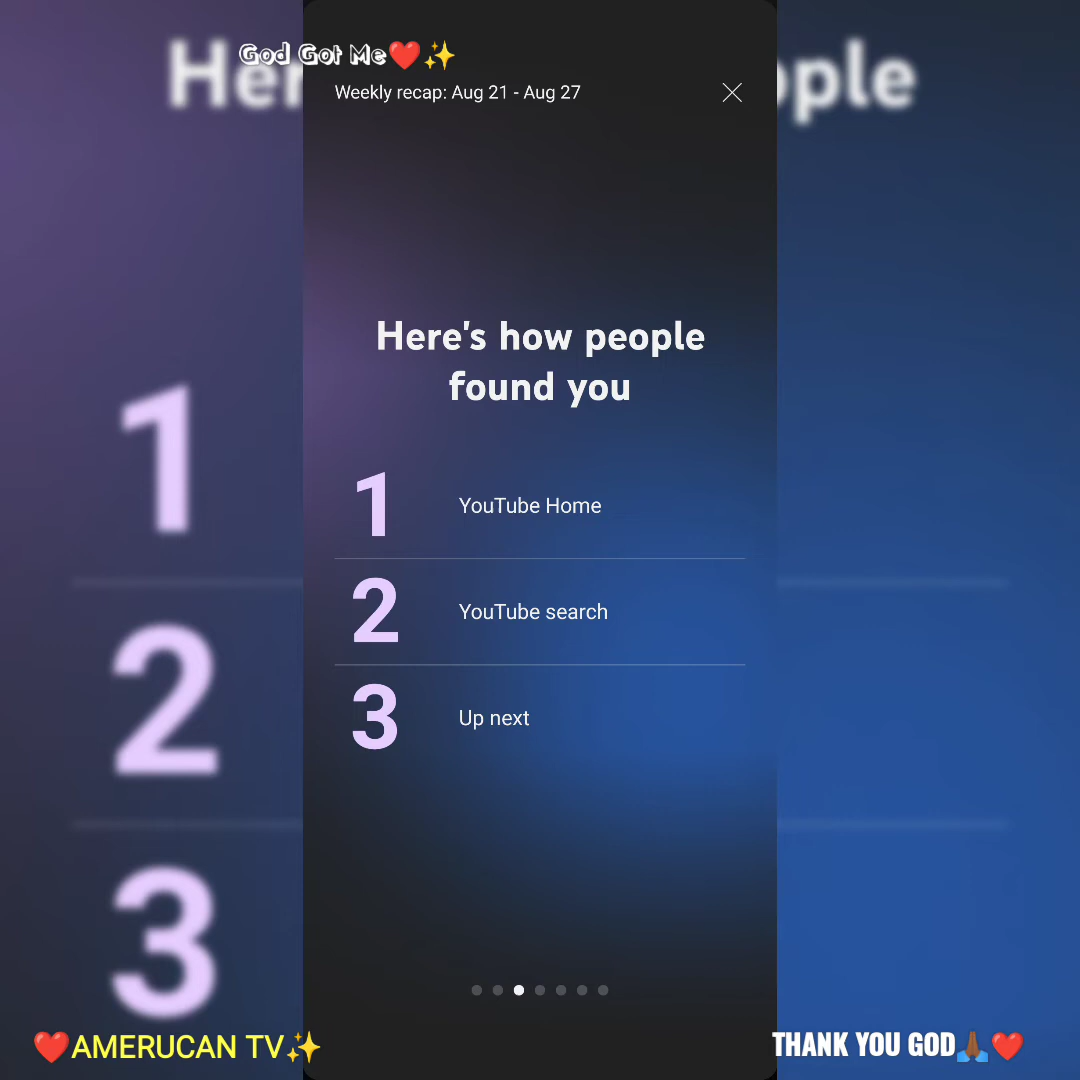 God Got Me❤️✨
Weekly recap: Aug 21 - Aug 27
Here's how people
found you
1 YouTube Home
2 YouTube search
3 Up next
❤️AMERUCAN TV✨
THANK YOU GOD🙏🏾❤️